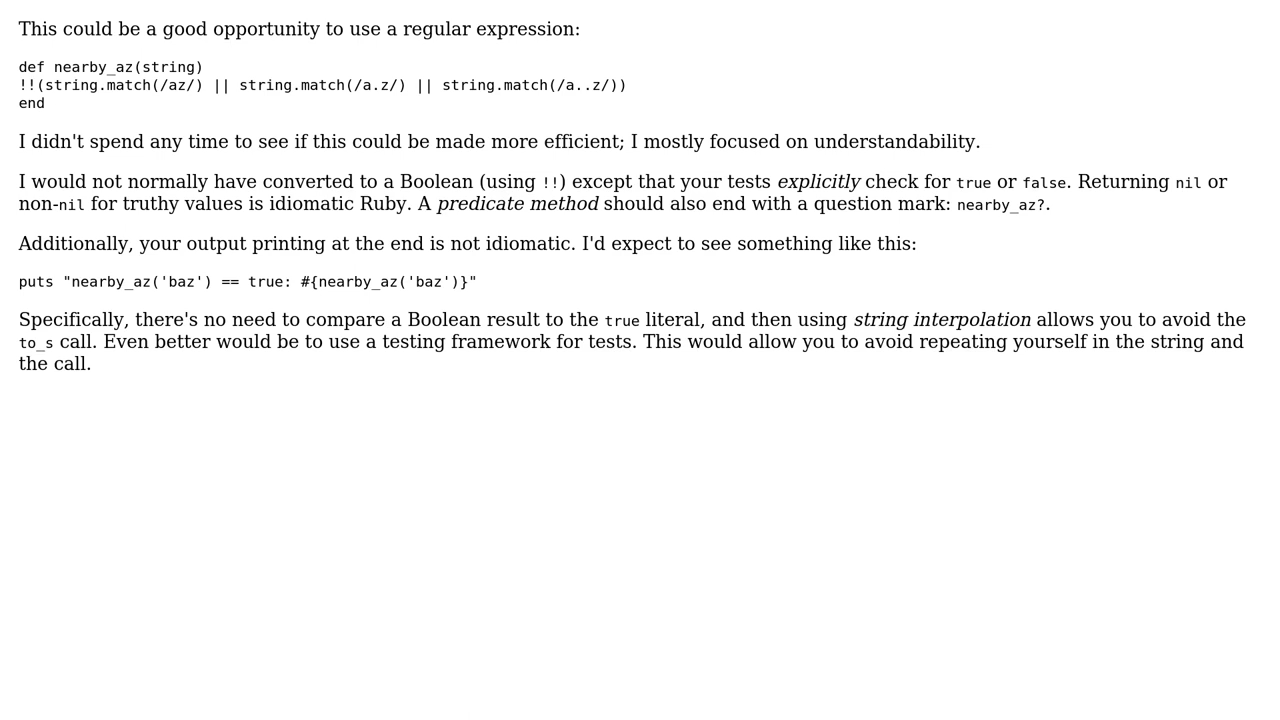 This could be a good opportunity to use a regular expression:
def nearby_az(string)
!!(string.match(/az/) || string.match(/a.z/) || string.match(/a..z/))
end
I didn't spend any time to see if this could be made more efficient; I mostly focused on understandability.
I would not normally have converted to a Boolean (using !!) except that your tests explicitly check for true or false. Returning nil or
non-nil for truthy values is idiomatic Ruby. A predicate method should also end with a question mark: nearby_az?.
Additionally, your output printing at the end is not idiomatic. I'd expect to see something like this:
puts "nearby_az('baz') == true: #{nearby_az('baz')}"
Specifically, there's no need to compare a Boolean result to the true literal, and then using string interpolation allows you to avoid the
to_s call. Even better would be to use a testing framework for tests. This would allow you to avoid repeating yourself in the string and
the call.